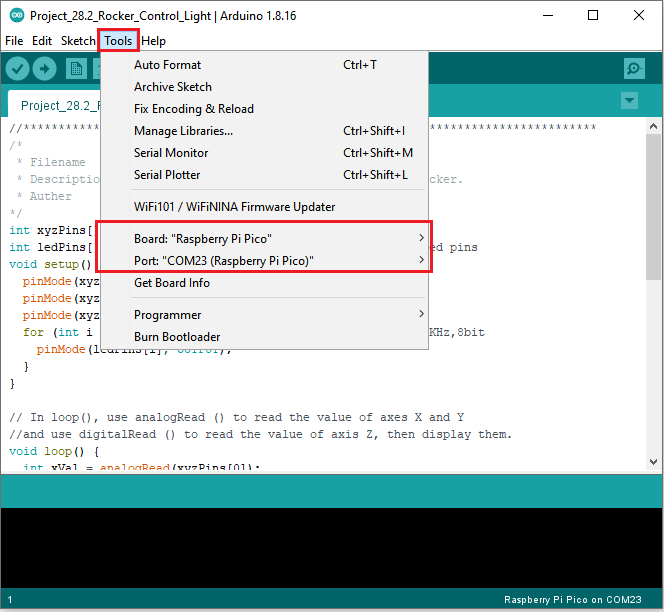 Project_28.2_Rocker_Control_Light | Arduino 1.8.16
File Edit Sketch Tools Help
Auto Format Ctrl+T
Archive Sketch
Fix Encoding & Reload
Manage Libraries... Ctrl+Shift+I
Serial Monitor Ctrl+Shift+M
Serial Plotter Ctrl+Shift+L
WiFi101 / WiFiNINA Firmware Updater
Board: "Raspberry Pi Pico"
Port: "COM23 (Raspberry Pi Pico)"
Get Board Info
Programmer
Burn Bootloader
Project_28.2_
//*********** ************************
/*
* Filename
* Descriptio cker.
* Auther
*/
int xyzPins[
int ledPins[ ed pins
void setup()
pinMode(xyz
pinMode(xyz
pinMode(xyz
for (int i KHz,8bit
pinMode(ledPins[i],
}
}
// In loop(), use analogRead () to read the value of axes X and Y
//and use digitalRead () to read the value of axis Z, then display them.
void loop() {
int xVal = analogRead(xyzPins[0]);
1 Raspberry Pi Pico on COM23